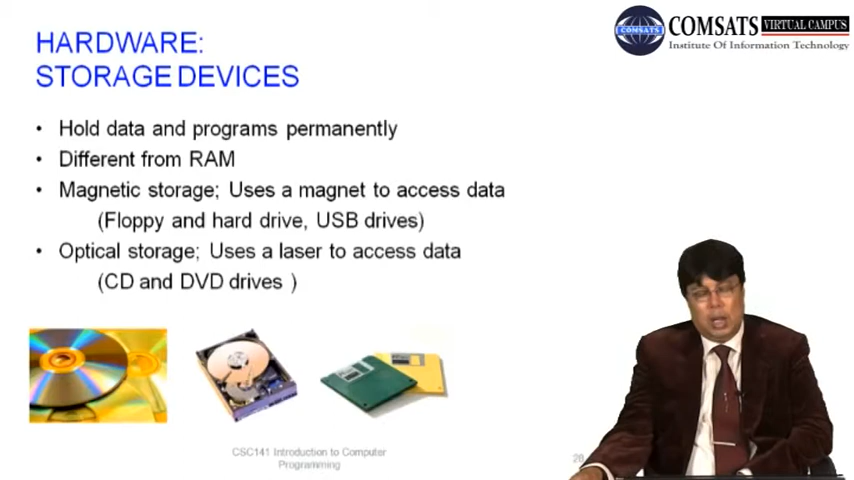 COMSATS
COMSATS VIRTUAL CAMPUS
Institute Of Information Technology
HARDWARE:
STORAGE DEVICES
• Hold data and programs permanently
• Different from RAM
• Magnetic storage; Uses a magnet to access data
(Floppy and hard drive, USB drives)
• Optical storage; Uses a laser to access data
(CD and DVD drives )
CSC141 Introduction to Computer
Programming
28